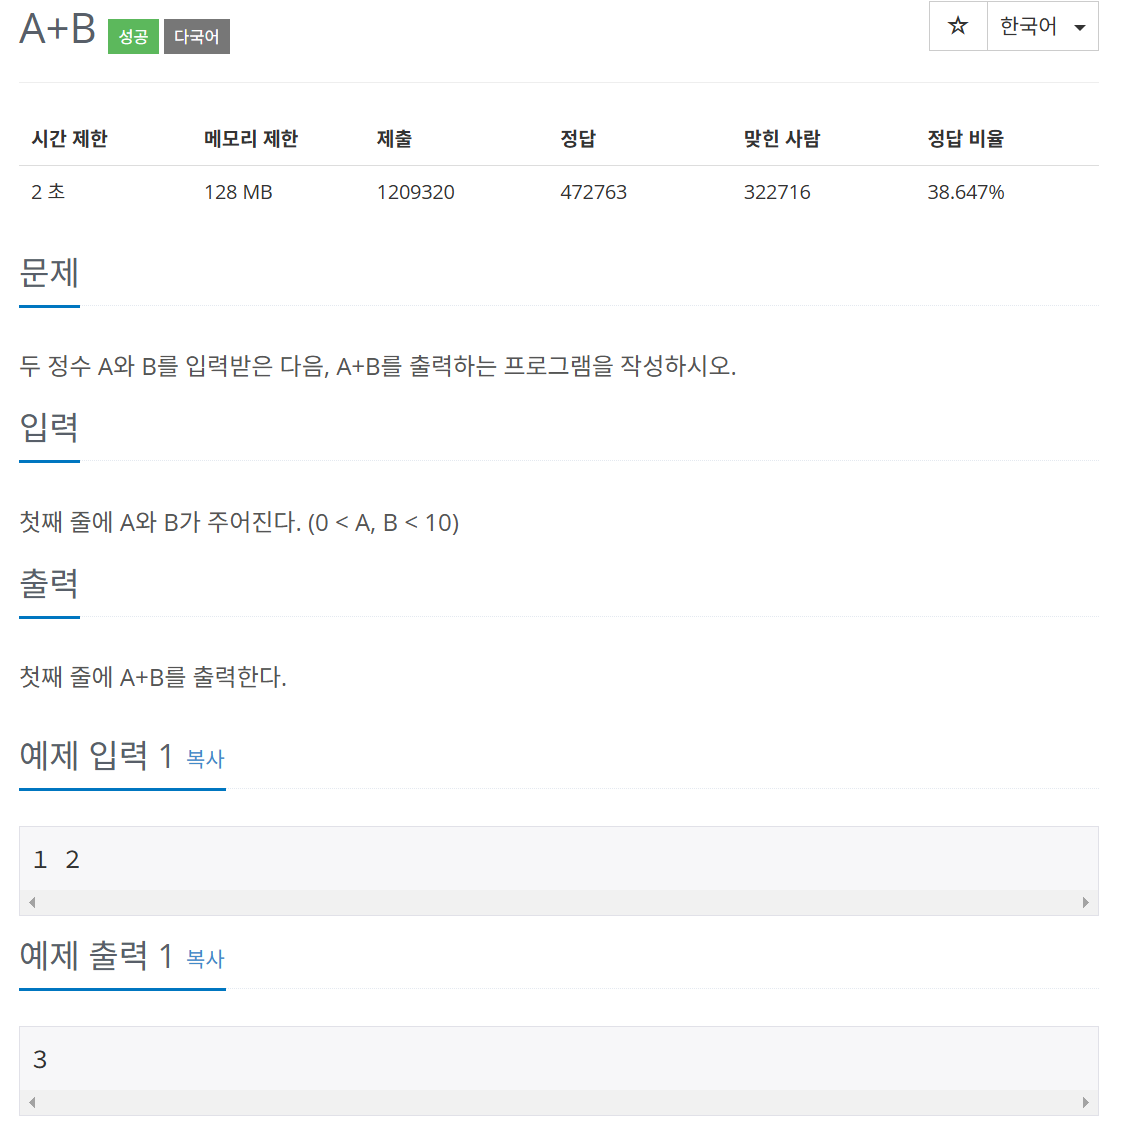 A+B 성공 다국어 ☆ 한국어
시간 제한 메모리 제한 제출 정답 맞힌 사람 정답 비율
2 초 128 MB 1209320 472763 322716 38.647%
문제
두 정수 A와 B를 입력받은 다음, A+B를 출력하는 프로그램을 작성하시오.
입력
첫째 줄에 A와 B가 주어진다. (0 < A, B < 10)
출력
첫째 줄에 A+B를 출력한다.
예제 입력 1 복사
1 2
예제 출력 1 복사
3